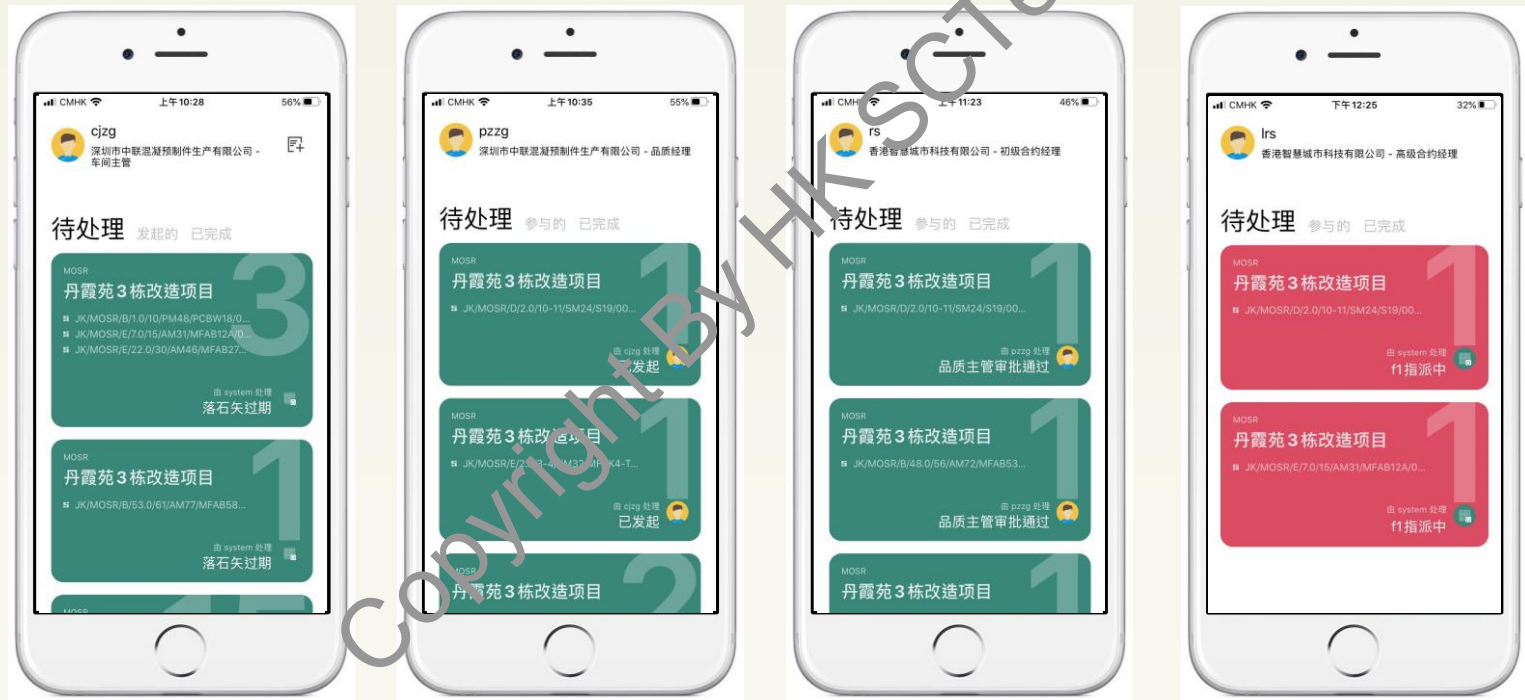 CMHK
上午10:28
56%
cjzg
深圳市中联混凝预制件生产有限公司 -
车间主管
待处理 发起的 已完成
MOSR
3
丹霞苑3栋改造项目
JK/MOSR/B/1.0/10/PM48/PCBW18/0...
JK/MOSR/E/7.0/15/AM31/MFAB12A/0...
JK/MOSR/E/22.0/30/AM46/MFAB27...
由 system 处理
落石矢过期
MOSR
1
丹霞苑3栋改造项目
JK/MOSR/B/53.0/61/AM77/MFAB58...
由 system 处理
落石矢过期
MOSR
CMHK
上午10:35
55%
pzzg
深圳市中联混凝预制件生产有限公司 - 品质经理
待处理 参与的 已完成
MOSR
1
丹霞苑3栋改造项目
JK/MOSR/D/2.0/10-11/SM24/S19/00...
由 cjzg 处理
已发起
MOSR
1
丹霞苑3栋改造项目
由 cjzg 处理
已发起
MOSR
2
丹霞苑3栋改造项目
CMHK
上午11:23
46%
rs
香港智慧城市科技有限公司 - 初级合约经理
待处理 参与的 已完成
MOSR
1
丹霞苑3栋改造项目
JK/MOSR/D/2.0/10-11/SM24/S19/00...
由 pzzg 处理
品质主管审批通过
MOSR
1
丹霞苑3栋改造项目
JK/MOSR/B/48.0/56/AM72/MFAB53...
由 pzzg 处理
品质主管审批通过
MOSR
1
丹霞苑3栋改造项目
CMHK
下午12:25
32%
lrs
香港智慧城市科技有限公司 - 高级合约经理
待处理 参与的 已完成
MOSR
1
丹霞苑3栋改造项目
JK/MOSR/D/2.0/10-11/SM24/S19/00...
由 system 处理
f1指派中
MOSR
1
丹霞苑3栋改造项目
JK/MOSR/E/7.0/15/AM31/MFAB12A/0...
由 system 处理
f1指派中
Copyright By HK SCT